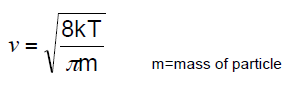 v = √(8kT/πm)
m=mass of particle